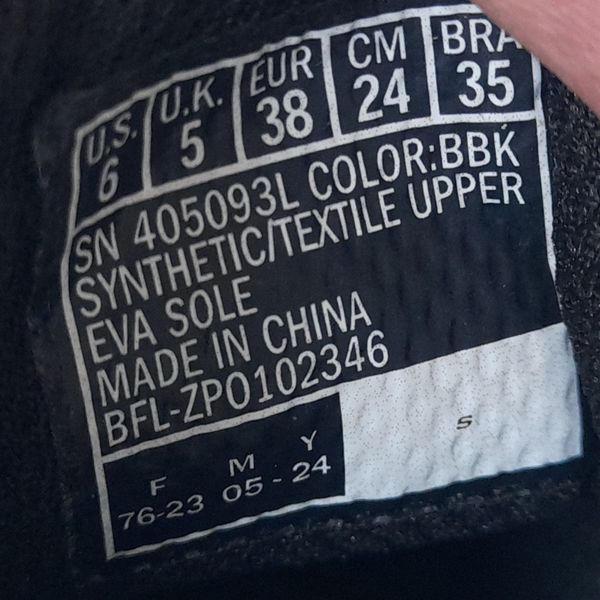 U.S. U.K. EUR CM BRA
6 5 38 24 35
SN 405093L COLOR:BBK
SYNTHETIC/TEXTILE UPPER
EVA SOLE
MADE IN CHINA
BFL-ZPO102346
F M Y
76-23 05 - 24
S